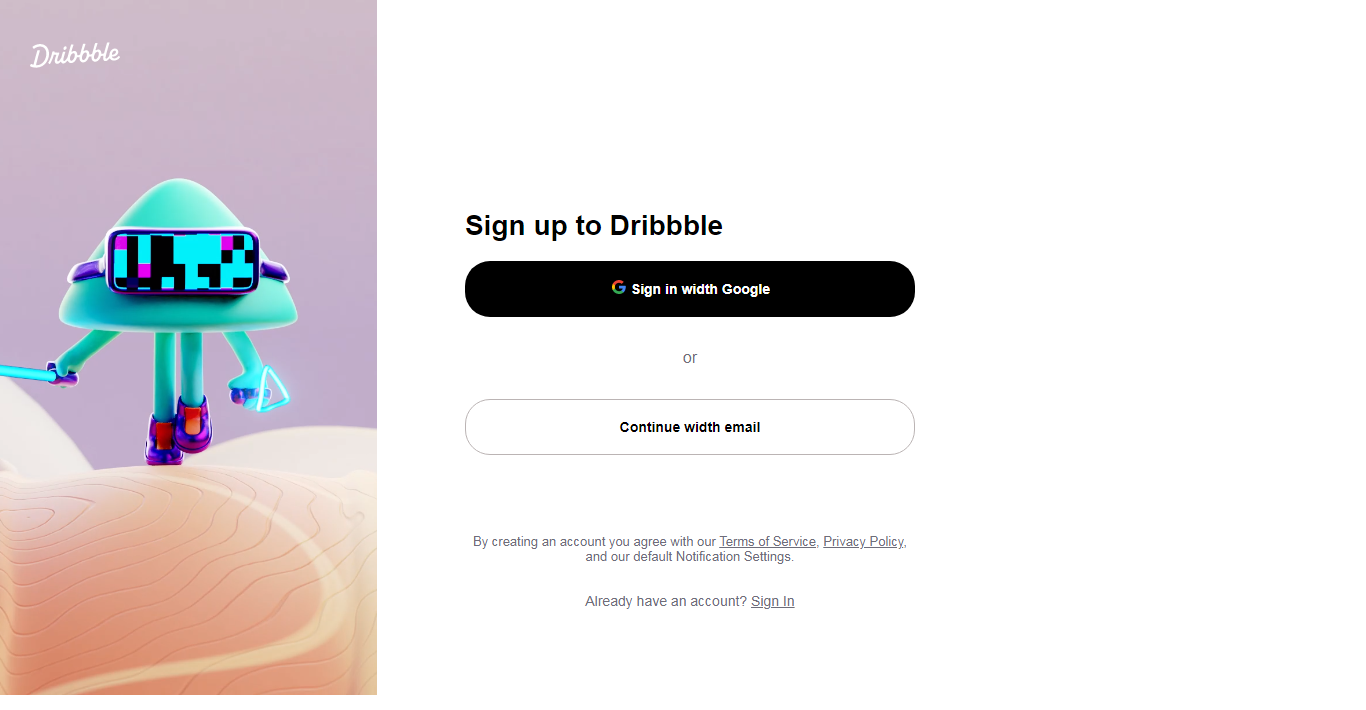 Dribbble
Sign up to Dribbble
Sign in width Google
or
Continue width email
By creating an account you agree with our Terms of Service, Privacy Policy,
and our default Notification Settings.
Already have an account? Sign In